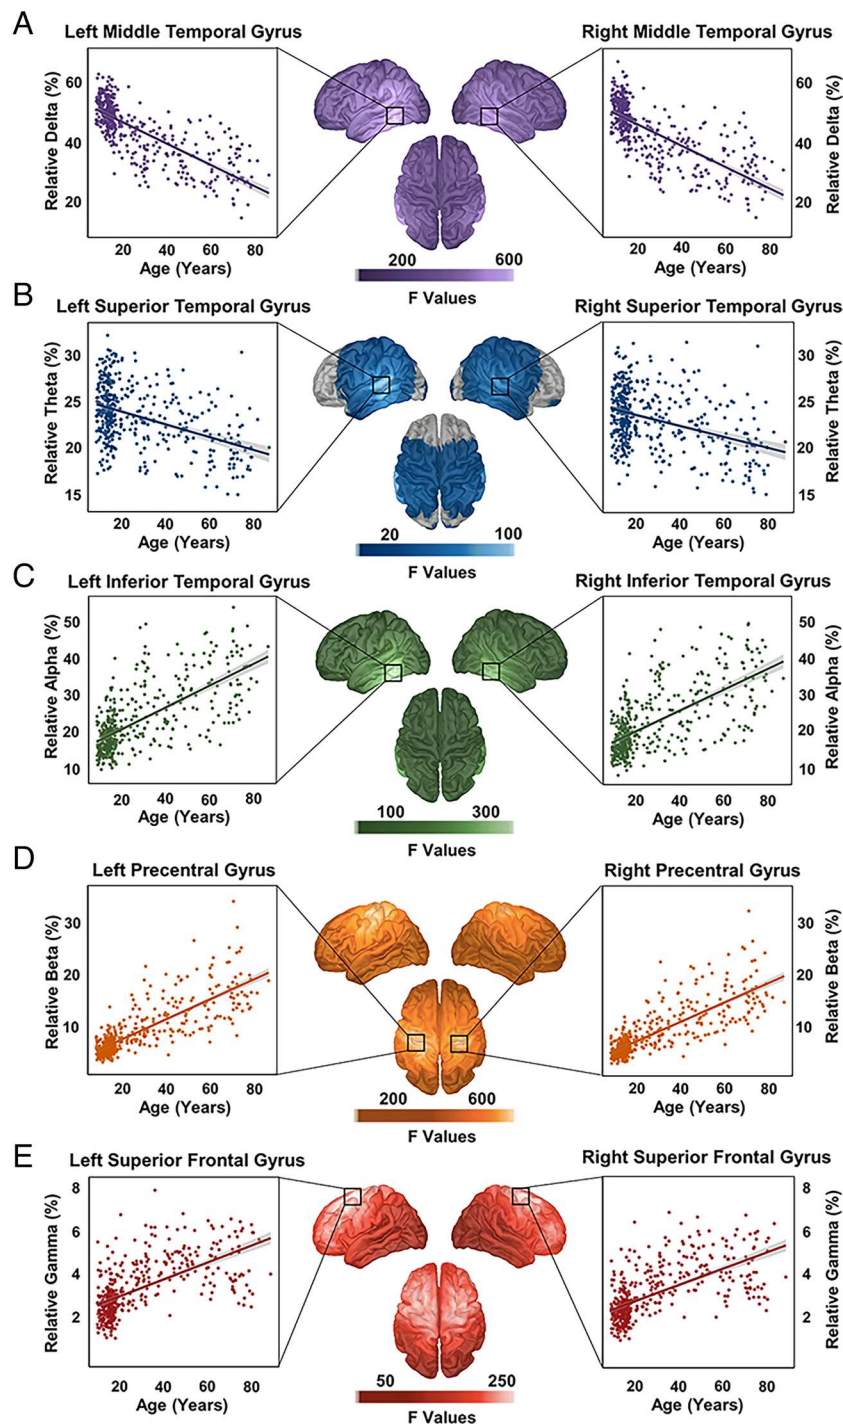 A
Left Middle Temporal Gyrus
Right Middle Temporal Gyrus
Relative Delta (%)
60
40
20
20 40 60 80
Age (Years)
60
40
20
Relative Delta (%)
20 40 60 80
Age (Years)
200 600
F Values
B
Left Superior Temporal Gyrus
Right Superior Temporal Gyrus
Relative Theta (%)
30
25
20
15
20 40 60 80
Age (Years)
30
25
20
15
Relative Theta (%)
20 40 60 80
Age (Years)
20 100
F Values
C
Left Inferior Temporal Gyrus
Right Inferior Temporal Gyrus
Relative Alpha (%)
50
40
30
20
10
20 40 60 80
Age (Years)
50
40
30
20
10
Relative Alpha (%)
20 40 60 80
Age (Years)
100 300
F Values
D
Left Precentral Gyrus
Right Precentral Gyrus
Relative Beta (%)
30
20
10
20 40 60 80
Age (Years)
30
20
10
Relative Beta (%)
20 40 60 80
Age (Years)
200 600
F Values
E
Left Superior Frontal Gyrus
Right Superior Frontal Gyrus
Relative Gamma (%)
8
6
4
2
20 40 60 80
Age (Years)
8
6
4
2
Relative Gamma (%)
20 40 60 80
Age (Years)
50 250
F Values